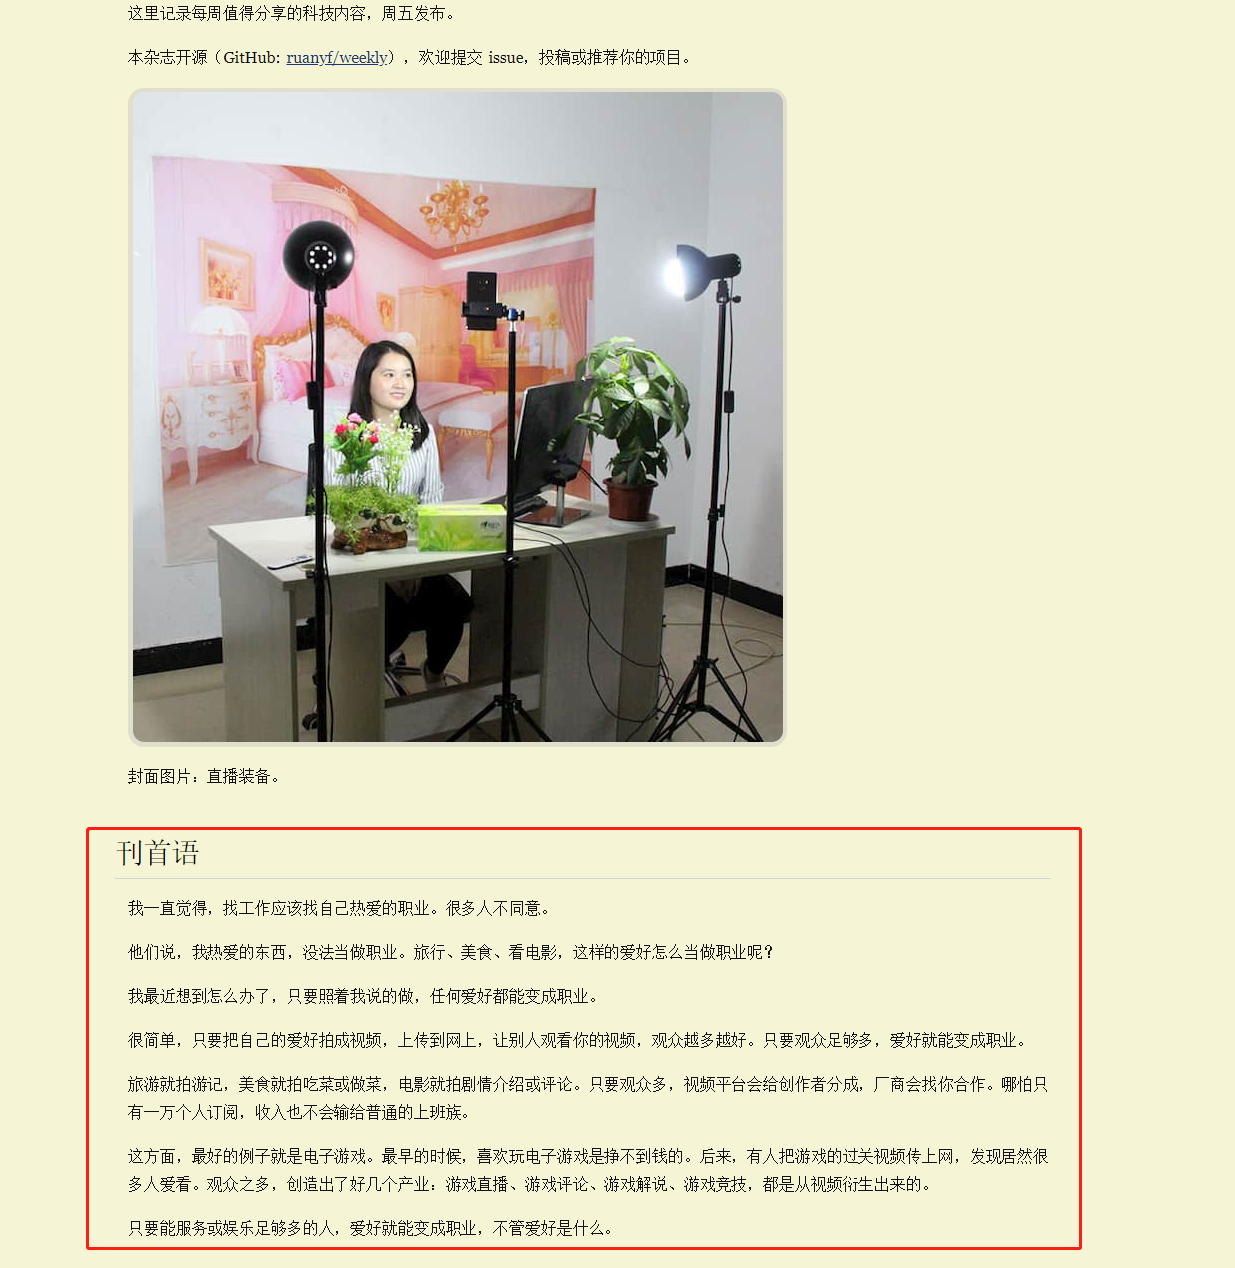 这里记录每周值得分享的科技内容，周五发布。
本杂志开源（GitHub: ruanyf/weekly），欢迎提交 issue，投稿或推荐你的项目。
封面图片：直播装备。
刊首语
我一直觉得，找工作应该找自己热爱的职业。很多人不同意。
他们说，我热爱的东西，没法当做职业。旅行、美食、看电影，这样的爱好怎么当做职业呢？
我最近想到怎么办了，只要照着我说的做，任何爱好都能变成职业。
很简单，只要把自己的爱好拍成视频，上传到网上，让别人观看你的视频，观众越多越好。只要观众足够多，爱好就能变成职业。
旅游就拍游记，美食就拍吃菜或做菜，电影就拍剧情介绍或评论。只要观众多，视频平台会给创作者分成，厂商会找你合作。哪怕只
有一万个人订阅，收入也不会输给普通的上班族。
这方面，最好的例子就是电子游戏。最早的时候，喜欢玩电子游戏是挣不到钱的。后来，有人把游戏的过关视频传上网，发现居然很
多人爱看。观众之多，创造出了好几个产业：游戏直播、游戏评论、游戏解说、游戏竞技，都是从视频衍生出来的。
只要能服务或娱乐足够多的人，爱好就能变成职业，不管爱好是什么。